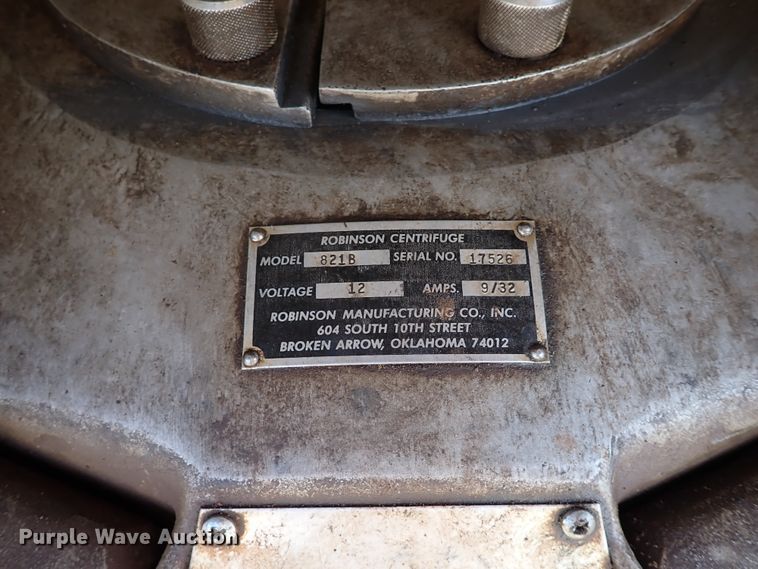 ROBINSON CENTRIFUGE
MODEL 821B SERIAL NO. 17526
VOLTAGE 12 AMPS. 9/32
ROBINSON MANUFACTURING CO., INC.
604 SOUTH 10TH STREET
BROKEN ARROW, OKLAHOMA 74012
Purple Wave Auction